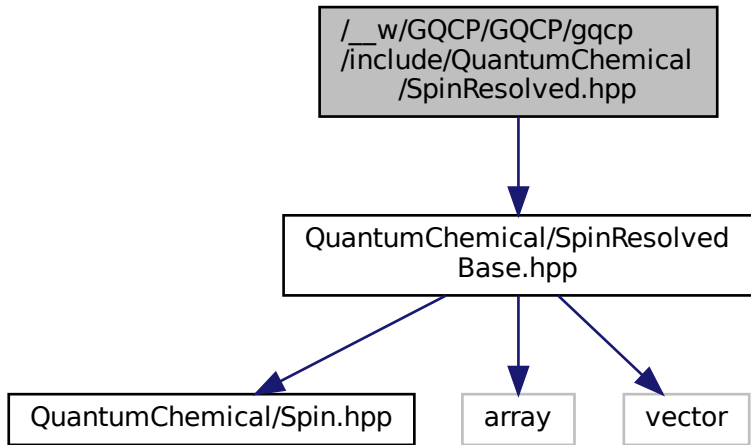 /__w/GQCP/GQCP/gqcp
/include/QuantumChemical
/SpinResolved.hpp
QuantumChemical/SpinResolved
Base.hpp
QuantumChemical/Spin.hpp
array
vector